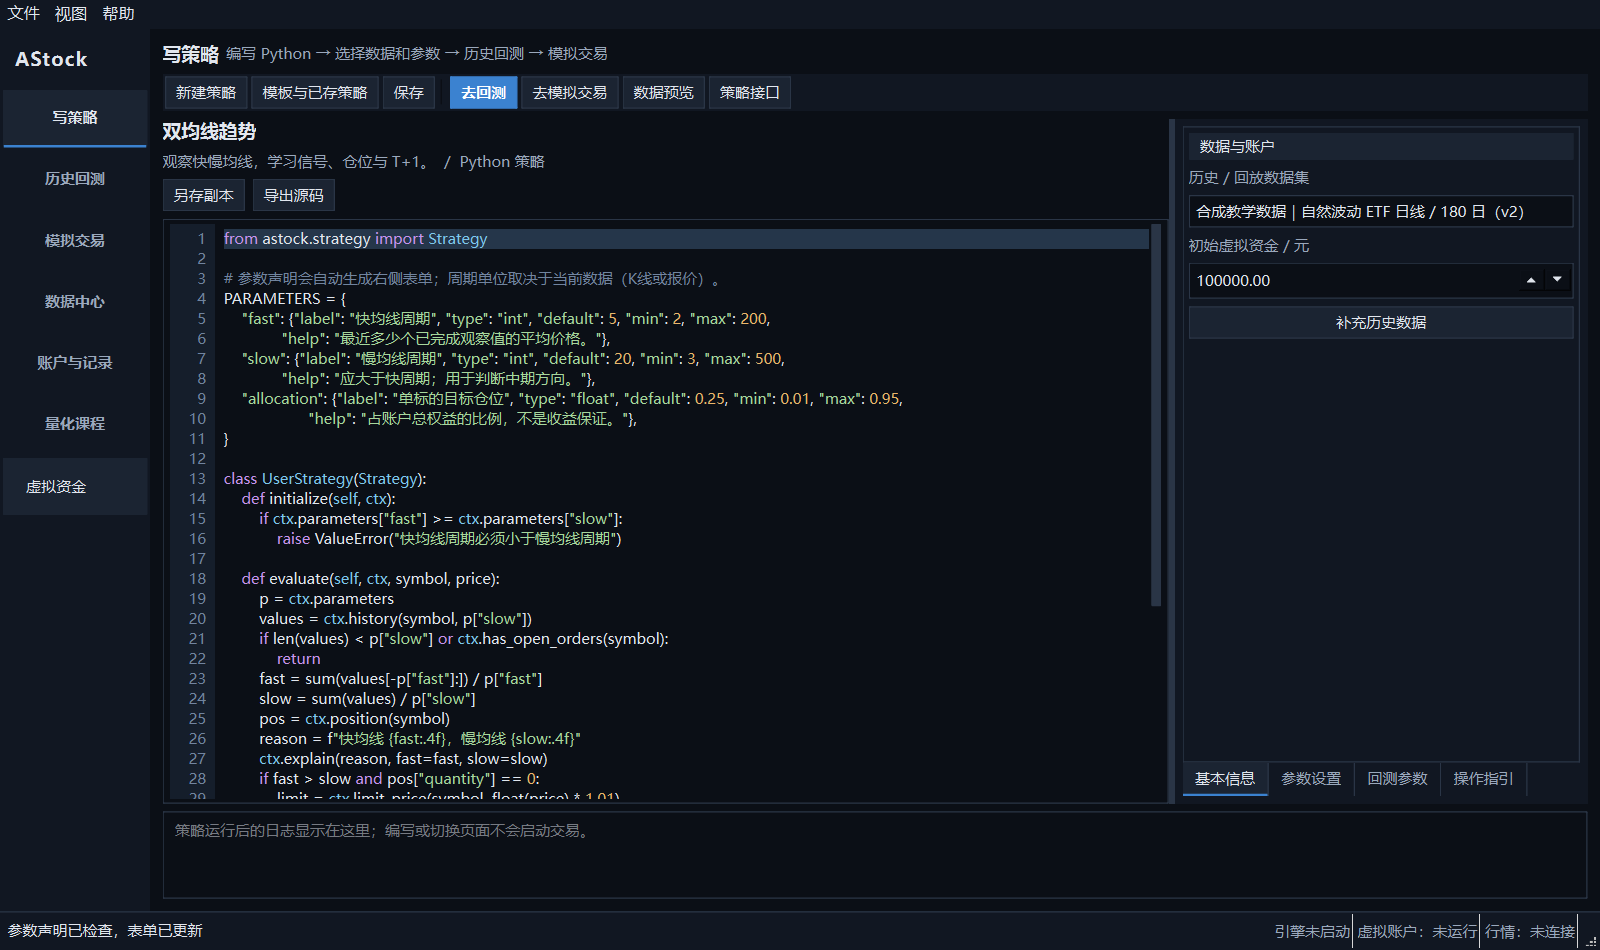 文件 视图 帮助
AStock
写策略
历史回测
模拟交易
数据中心
账户与记录
量化课程
虚拟资金
写策略 编写 Python → 选择数据和参数 → 历史回测 → 模拟交易
新建策略 模板与已存策略 保存 去回测 去模拟交易 数据预览 策略接口
双均线趋势
观察快慢均线，学习信号、仓位与 T+1。 / Python 策略
另存副本 导出源码
1 from astock.strategy import Strategy
2
3 # 参数声明会自动生成右侧表单；周期单位取决于当前数据（K线或报价）。
4 PARAMETERS = {
5 "fast": {"label": "快均线周期", "type": "int", "default": 5, "min": 2, "max": 200,
6 "help": "最近多少个已完成观察值的平均价格。"},
7 "slow": {"label": "慢均线周期", "type": "int", "default": 20, "min": 3, "max": 500,
8 "help": "应大于快周期；用于判断中期方向。"},
9 "allocation": {"label": "单标的目标仓位", "type": "float", "default": 0.25, "min": 0.01, "max": 0.95,
10 "help": "占账户总权益的比例，不是收益保证。"},
11 }
12
13 class UserStrategy(Strategy):
14 def initialize(self, ctx):
15 if ctx.parameters["fast"] >= ctx.parameters["slow"]:
16 raise ValueError("快均线周期必须小于慢均线周期")
17
18 def evaluate(self, ctx, symbol, price):
19 p = ctx.parameters
20 values = ctx.history(symbol, p["slow"])
21 if len(values) < p["slow"] or ctx.has_open_orders(symbol):
22 return
23 fast = sum(values[-p["fast"]:]) / p["fast"]
24 slow = sum(values) / p["slow"]
25 pos = ctx.position(symbol)
26 reason = f"快均线 {fast:.4f}，慢均线 {slow:.4f}"
27 ctx.explain(reason, fast=fast, slow=slow)
28 if fast > slow and pos["quantity"] == 0:
29 limit = ctx.limit_price(symbol, float(price) * 1.01)
数据与账户
历史 / 回放数据集
合成教学数据 | 自然波动 ETF 日线 / 180 日（v2）
初始虚拟资金 / 元
100000.00
补充历史数据
基本信息 参数设置 回测参数 操作指引
策略运行后的日志显示在这里；编写或切换页面不会启动交易。
参数声明已检查，表单已更新
引擎未启动 虚拟账户：未运行 行情：未连接